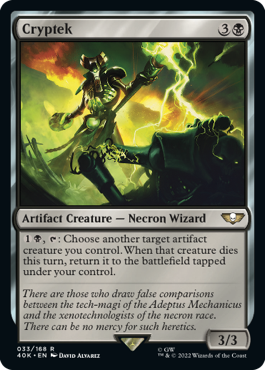 Cryptek 3
Artifact Creature — Necron Wizard
1 , : Choose another target artifact
creature you control. When that creature dies
this turn, return it to the battlefield tapped
under your control.
There are those who draw false comparisons
between the tech-magi of the Adeptus Mechanicus
and the xenotechnologists of the necron race.
There can be no mercy for such heretics.
3/3
033/168 R
40K • EN DAVID ALVAREZ
© GW
™ & © 2022 Wizards of the Coast